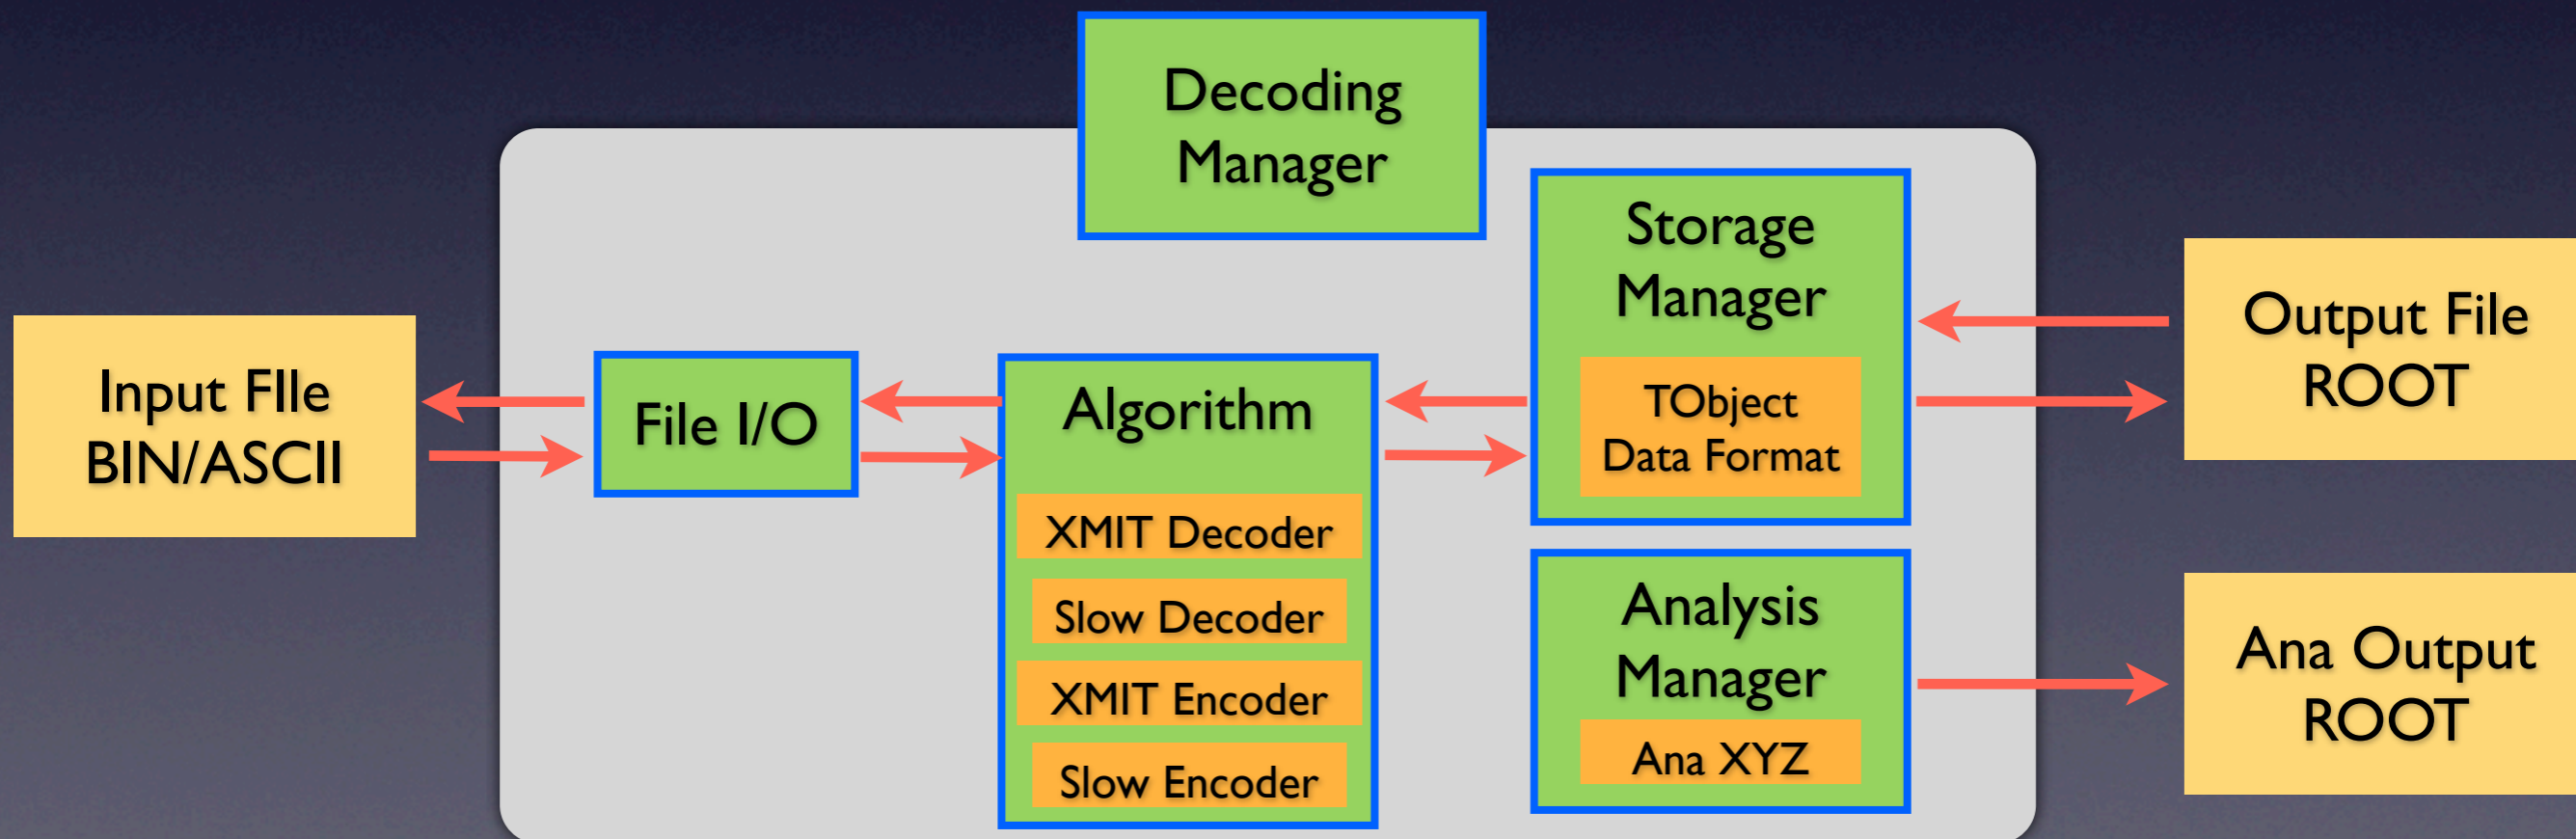 Decoding
Manager
Input FIle
BIN/ASCII
File I/O
Algorithm
XMIT Decoder
Slow Decoder
XMIT Encoder
Slow Encoder
Storage
Manager
TObject
Data Format
Analysis
Manager
Ana XYZ
Output File
ROOT
Ana Output
ROOT